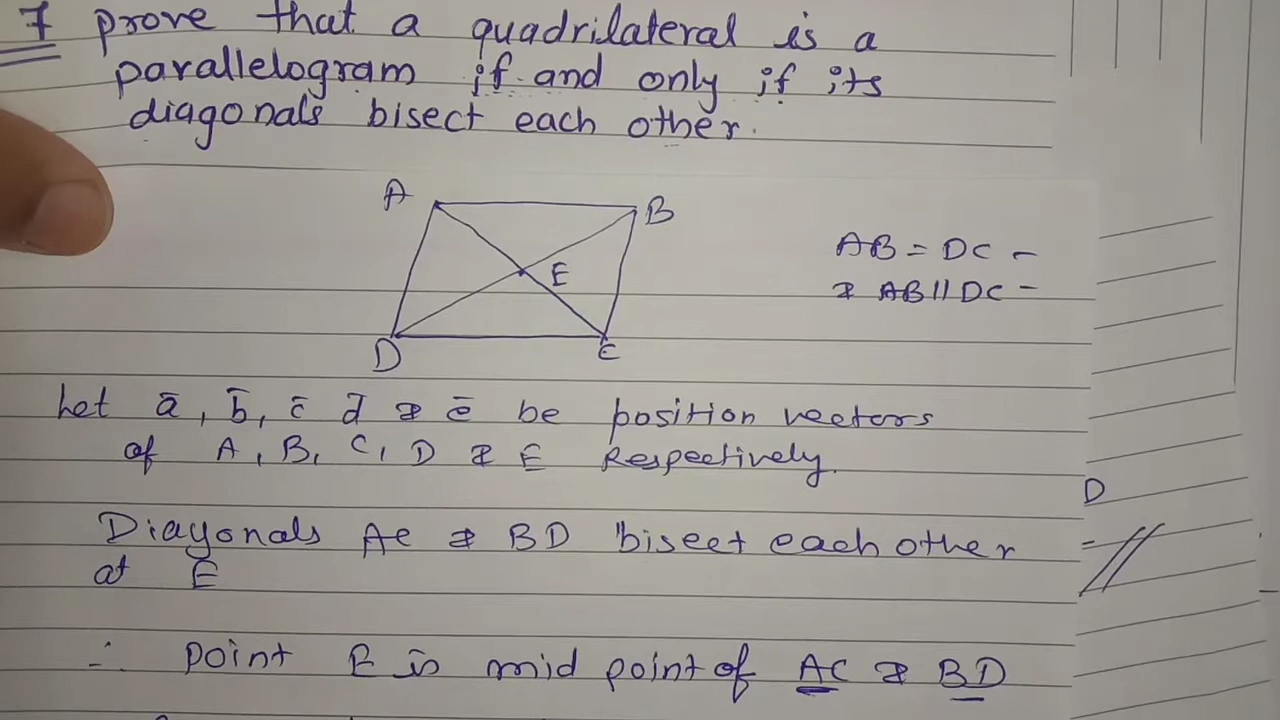 7 prove that a quadrilateral is a
parallelogram if and only if its
diagonals bisect each other.
A
B
E
D
C
AB = DC -
& AB || DC -
Let ā, b̄, c̄ d̄ & ē be position vectors
of A, B, C, D & E Respectively.
Diagonals AC & BD bisect each other
at E
D
=
∴ point E is mid point of AC & BD